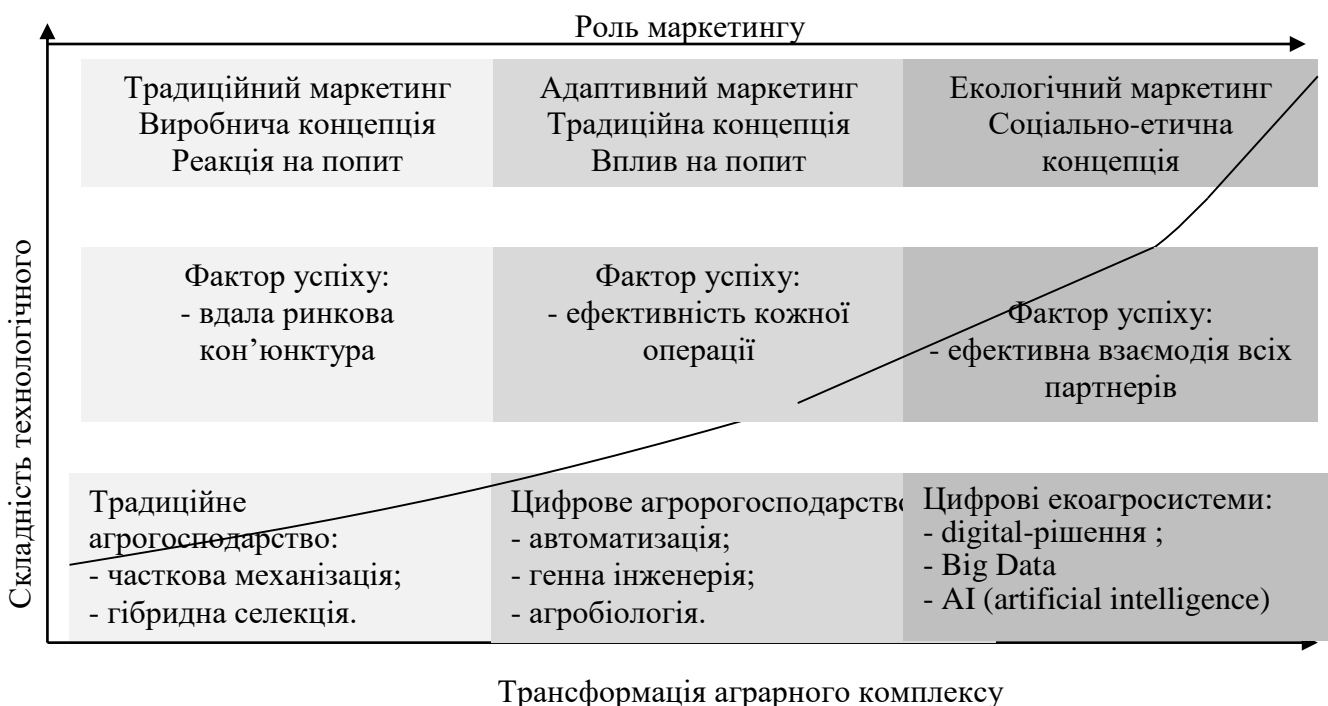 Роль маркетингу
Традиційний маркетинг
Виробнича концепція
Реакція на попит
Адаптивний маркетинг
Традиційна концепція
Вплив на попит
Екологічний маркетинг
Соціально-етична
концепція
Складність технологічного
Фактор успіху:
- вдала ринкова
кон’юнктура
Фактор успіху:
- ефективність кожної
операції
Фактор успіху:
- ефективна взаємодія всіх
партнерів
Традиційне
агрогосподарство:
- часткова механізація;
- гібридна селекція.
Цифрове агророгосподарство
- автоматизація;
- генна інженерія;
- агробіологія.
Цифрові екоагросистеми:
- digital-рішення ;
- Big Data
- AI (artificial intelligence)
Трансформація аграрного комплексу